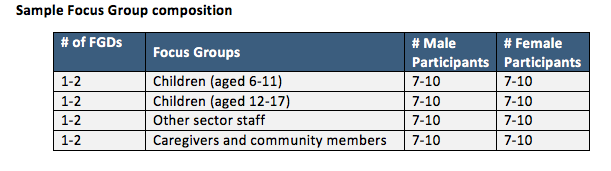 Sample Focus Group composition
# of FGDs Focus Groups # Male Participants # Female Participants
1-2 Children (aged 6-11) 7-10 7-10
1-2 Children (aged 12-17) 7-10 7-10
1-2 Other sector staff 7-10 7-10
1-2 Caregivers and community members 7-10 7-10